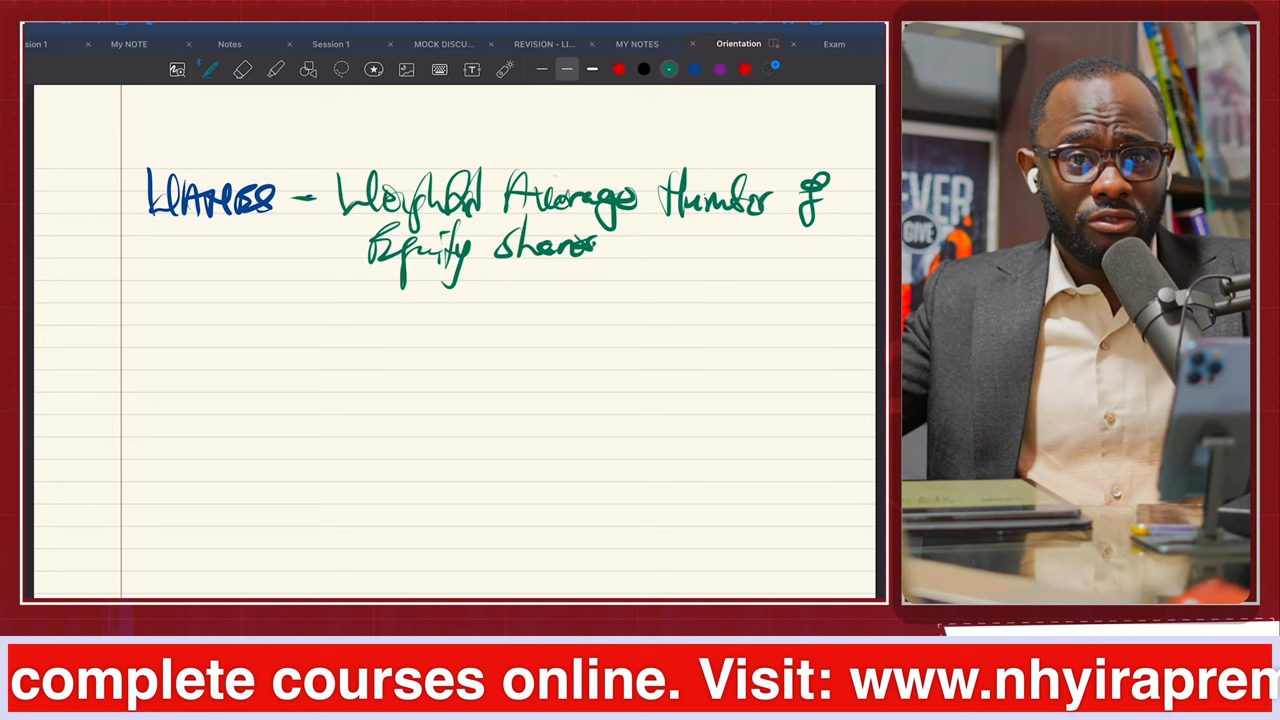 sion 1 My NOTE Notes Session 1 MOCK DISCU... REVISION - LI... MY NOTES Orientation Exam
WANES - Weighted Average Number of
Equity shares
EVER
GIVE
complete courses online. Visit: www.nhyiraprem